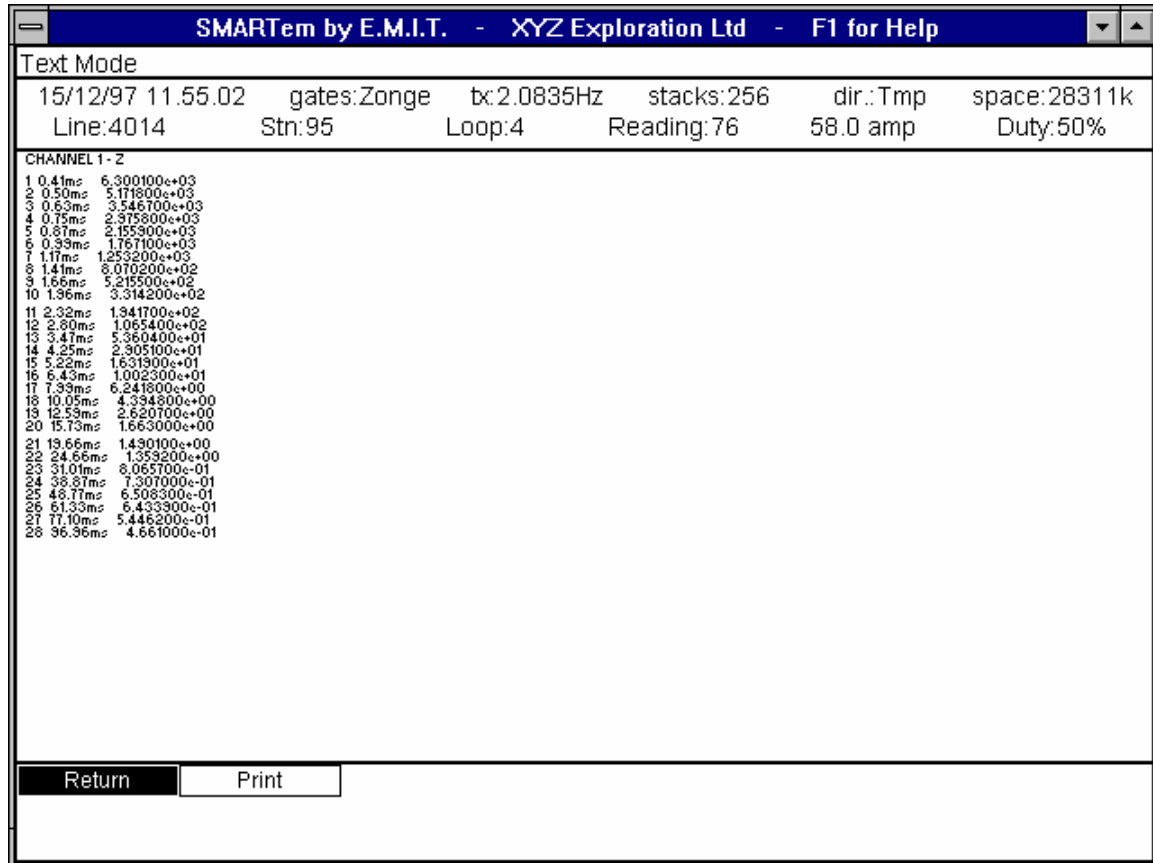 SMARTem by E.M.I.T. - XYZ Exploration Ltd - F1 for Help
Text Mode
15/12/97 11.55.02 gates:Zonge tx:2.0835Hz stacks:256 dir.:Tmp space:28311k
Line:4014 Stn:95 Loop:4 Reading:76 58.0 amp Duty:50%
CHANNEL 1 - Z
1 0.41ms 6.300100e+03
2 0.50ms 5.171800e+03
3 0.63ms 3.546700e+03
4 0.75ms 2.975800e+03
5 0.87ms 2.155900e+03
6 0.99ms 1.767100e+03
7 1.17ms 1.253200e+03
8 1.41ms 8.070200e+02
9 1.66ms 5.215500e+02
10 1.96ms 3.314200e+02
11 2.32ms 1.941700e+02
12 2.80ms 1.065400e+02
13 3.47ms 5.360400e+01
14 4.25ms 2.905100e+01
15 5.22ms 1.631900e+01
16 6.43ms 1.002300e+01
17 7.99ms 6.241800e+00
18 10.05ms 4.394800e+00
19 12.59ms 2.620700e+00
20 15.73ms 1.663000e+00
21 19.66ms 1.490100e+00
22 24.66ms 1.359200e+00
23 31.01ms 8.065700e-01
24 38.87ms 7.307000e-01
25 48.77ms 6.508300e-01
26 61.33ms 6.433900e-01
27 77.10ms 5.446200e-01
28 96.96ms 4.661000e-01
Return Print